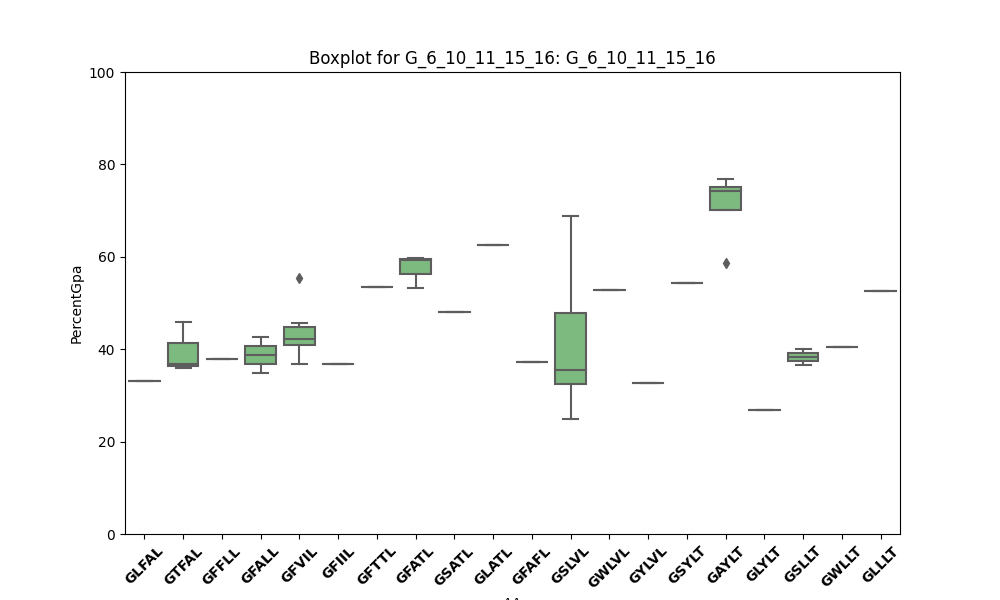 Boxplot for G_6_10_11_15_16: G_6_10_11_15_16
PercentGpa
100
80
60
40
20
0
GLFAL
GTFAL
GFFLL
GFALL
GFVIL
GFIIL
GFTTL
GFATL
GSATL
GLATL
GFAFL
GSLVL
GWLVL
GYLVL
GSYLT
GAYLT
GLYLT
GSLLT
GWLLT
GLLLT